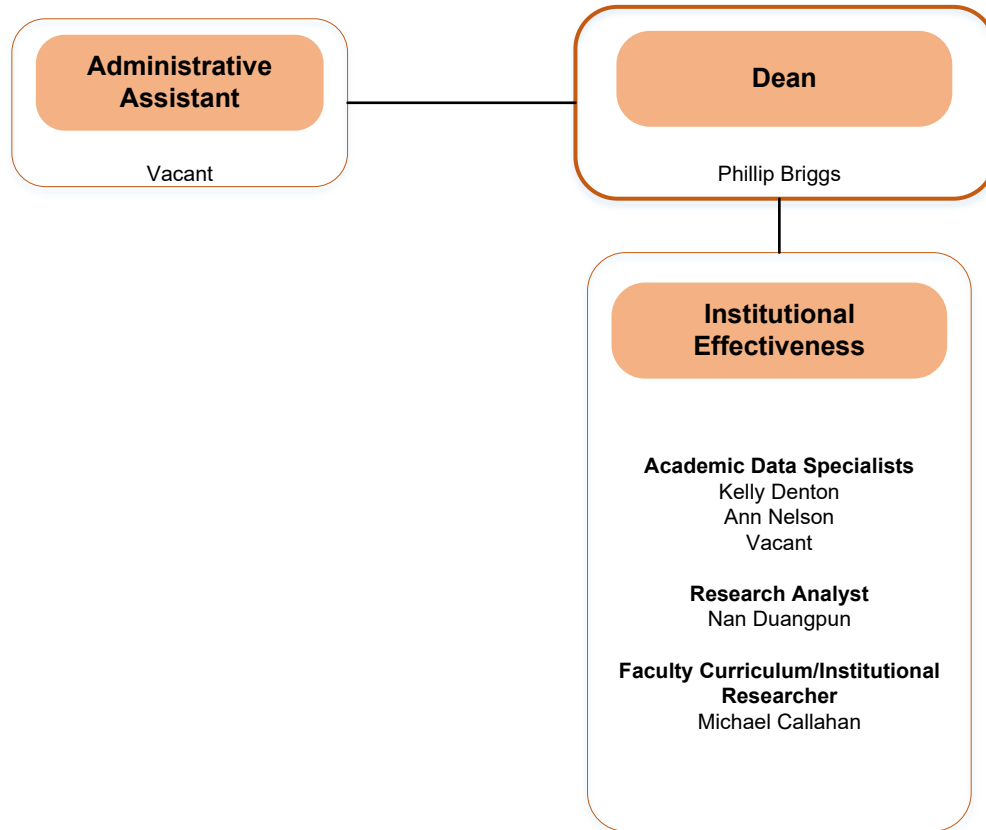 Administrative
Assistant
Vacant
Dean
Phillip Briggs
Institutional
Effectiveness
Academic Data Specialists
Kelly Denton
Ann Nelson
Vacant
Research Analyst
Nan Duangpun
Faculty Curriculum/Institutional
Researcher
Michael Callahan